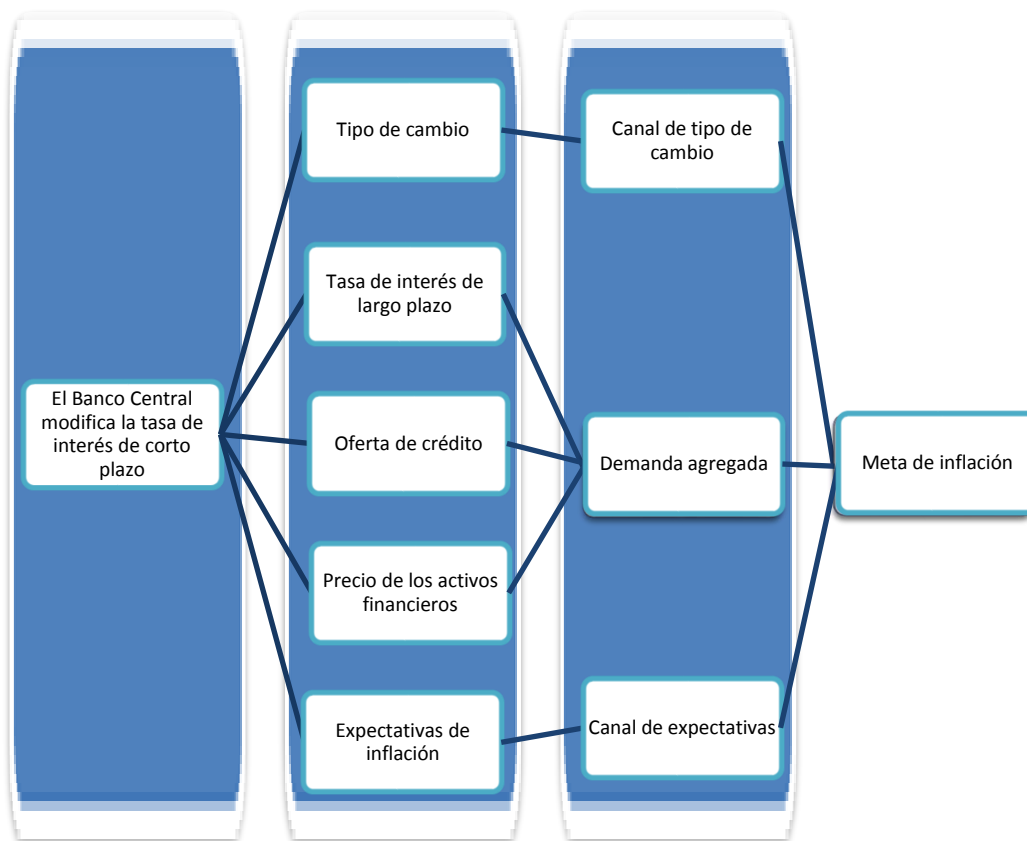 El Banco Central
modifica la tasa de
interés de corto
plazo
Tipo de cambio
Tasa de interés de
largo plazo
Oferta de crédito
Precio de los activos
financieros
Expectativas de
inflación
Canal de tipo de
cambio
Demanda agregada
Canal de expectativas
Meta de inflación